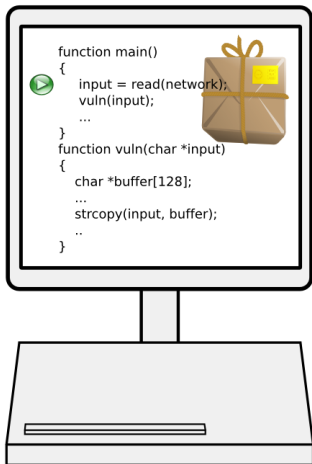 function main()
{
input = read(network);
vuln(input);
...
}
function vuln(char *input)
{
char *buffer[128];
...
strcopy(input, buffer);
..
}